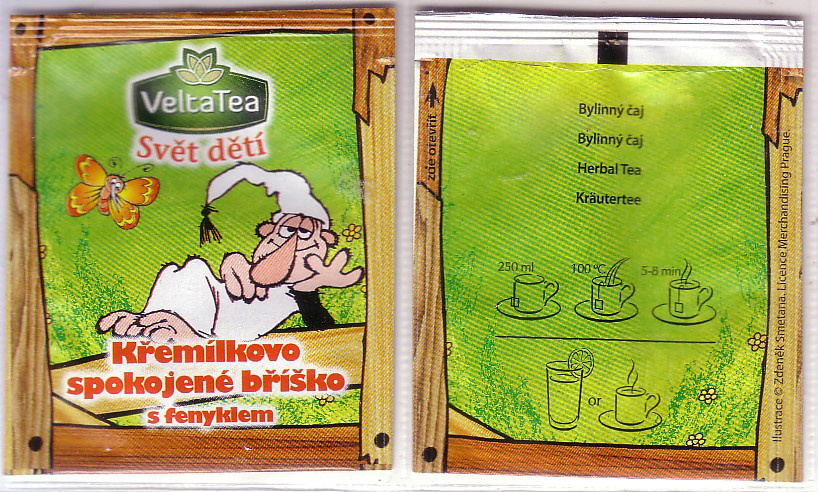 VeltaTea
Svět dětí
Křemílkovo
spokojené bříško
s fenyklem
zde otevřít
Bylinný čaj
Bylinný čaj
Herbal Tea
Kräutertee
250 ml
100 ºC
5-8 min
or
Ilustrace © Zdeněk Smetana. Licence Merchandising Prague.